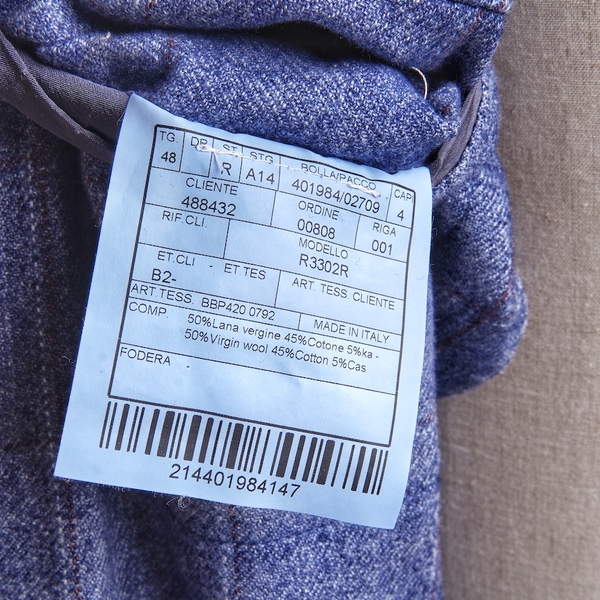 TG. DR. ST. STG BOLLA/PACCO CAP
48 R A14 401984/02709 4
CLIENTE ORDINE RIGA
488432 00808 001
RIF.CLI. MODELLO
R3302R
ET.CLI - ET.TES ART.TESS.CLIENTE
B2-
ART.TESS. BBP420 0792 MADE IN ITALY
COMP. 50%Lana vergine 45%Cotone 5%ka -
50%Virgin wool 45%Cotton 5%Cas
FODERA -
214401984147